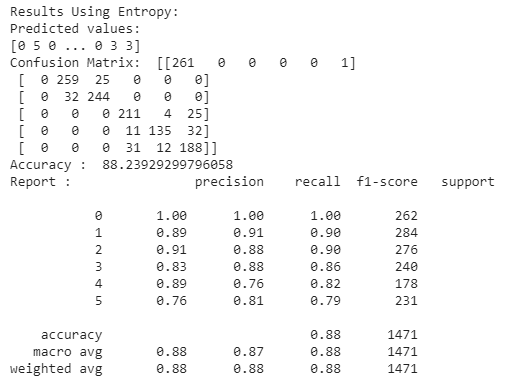 Results Using Entropy:
Predicted values:
[0 5 0 ... 0 3 3]
Confusion Matrix:  [[261   0   0   0   0   1]
 [  0 259  25   0   0   0]
 [  0  32 244   0   0   0]
 [  0   0   0 211   4  25]
 [  0   0   0  11 135  32]
 [  0   0   0  31  12 188]]
Accuracy :  88.23929299796058
Report :                precision    recall  f1-score   support

           0       1.00      1.00      1.00       262
           1       0.89      0.91      0.90       284
           2       0.91      0.88      0.90       276
           3       0.83      0.88      0.86       240
           4       0.89      0.76      0.82       178
           5       0.76      0.81      0.79       231

    accuracy                           0.88      1471
   macro avg       0.88      0.87      0.88      1471
weighted avg       0.88      0.88      0.88      1471